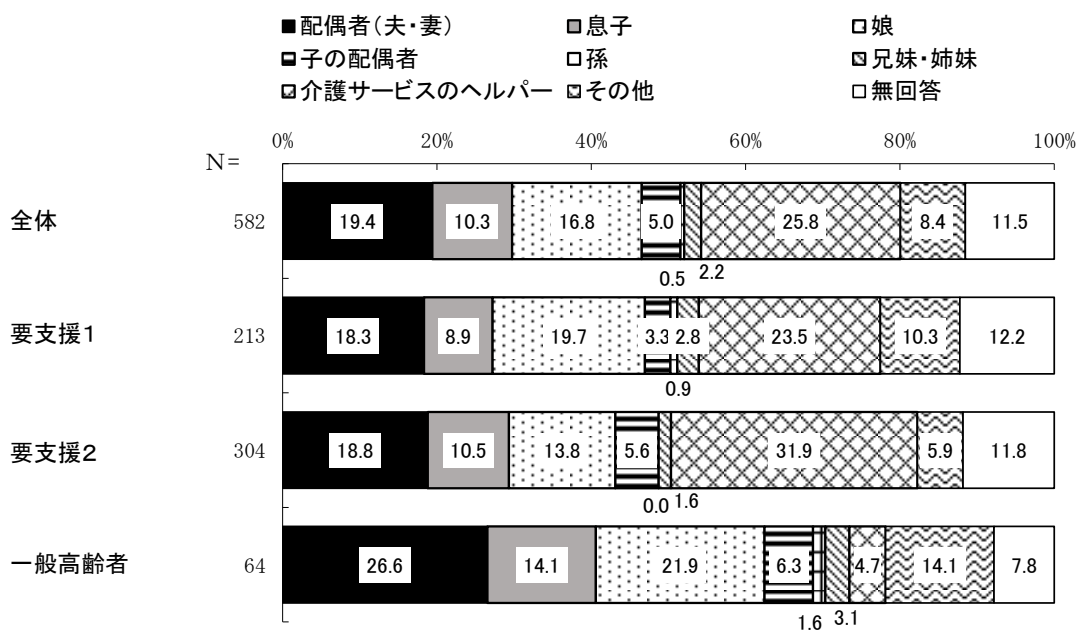 ■配偶者(夫・妻) ■息子 □娘
子の配偶者 □孫 兄妹・姉妹
介護サービスのヘルパー その他 □無回答
0% 20% 40% 60% 80% 100%
N=
全体 582 19.4 10.3 16.8 5.0 25.8 8.4 11.5
0.5 2.2
要支援1 213 18.3 8.9 19.7 3.3 2.8 23.5 10.3 12.2
0.9
要支援2 304 18.8 10.5 13.8 5.6 31.9 5.9 11.8
0.0 1.6
一般高齢者 64 26.6 14.1 21.9 6.3 4.7 14.1 7.8
1.6 3.1